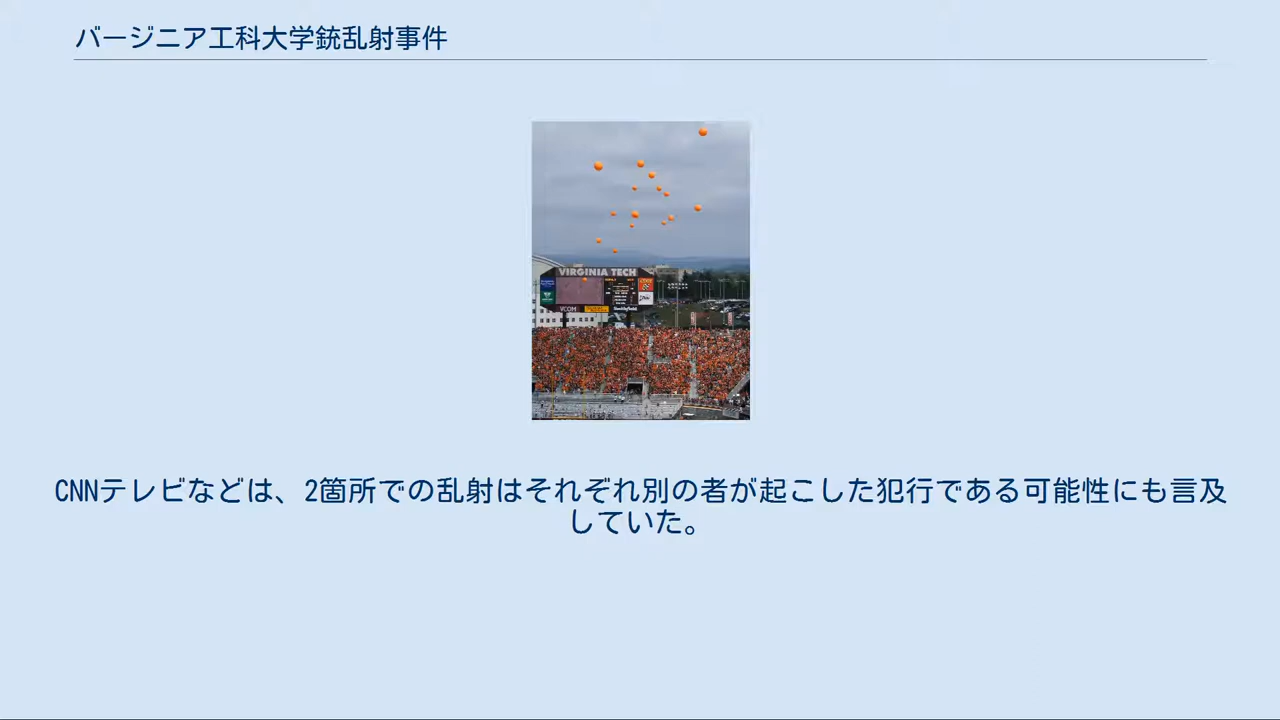 バージニア工科大学銃乱射事件
VIRGINIA TECH
VCOM
Smithfield
CNNテレビなどは、2箇所での乱射はそれぞれ別の者が起こした犯行である可能性にも言及
していた。